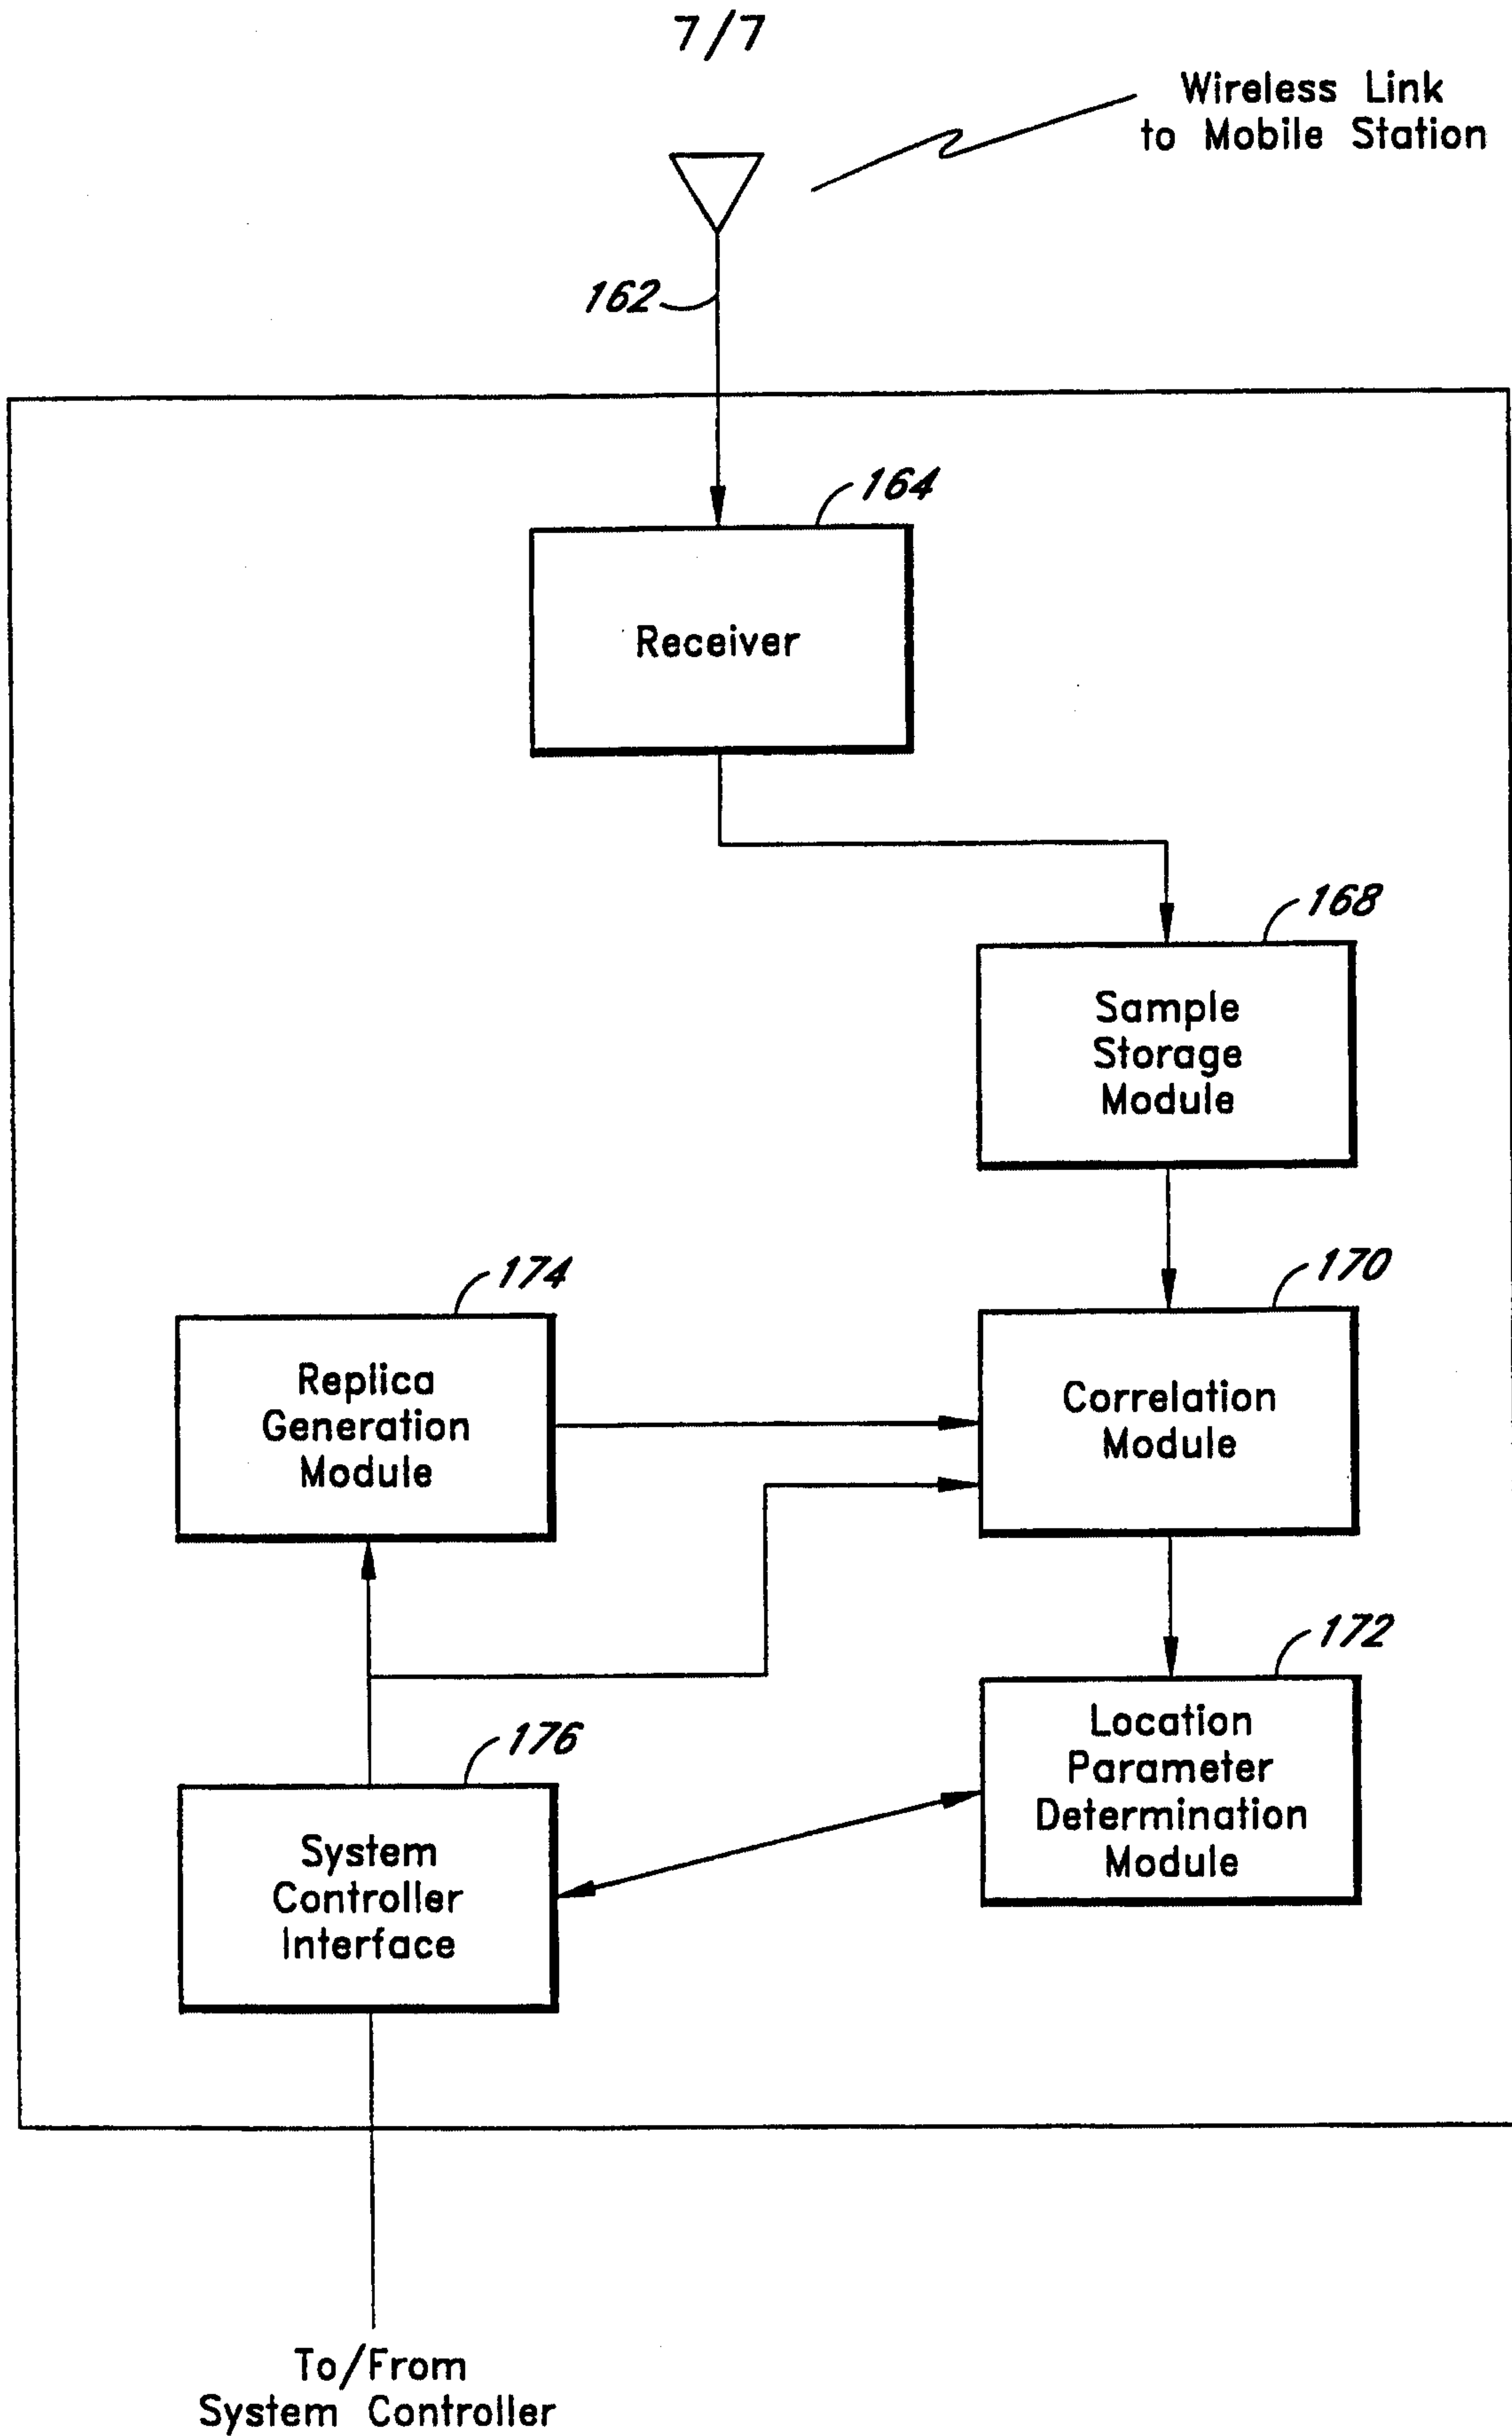 7/7
Wireless Link
to Mobile Station
162
164
Receiver
168
Sample
Storage
Module
174
170
Replica
Generation
Module
Correlation
Module
172
Location
Parameter
Determination
Module
176
System
Controller
Interface
To/From
System Controller